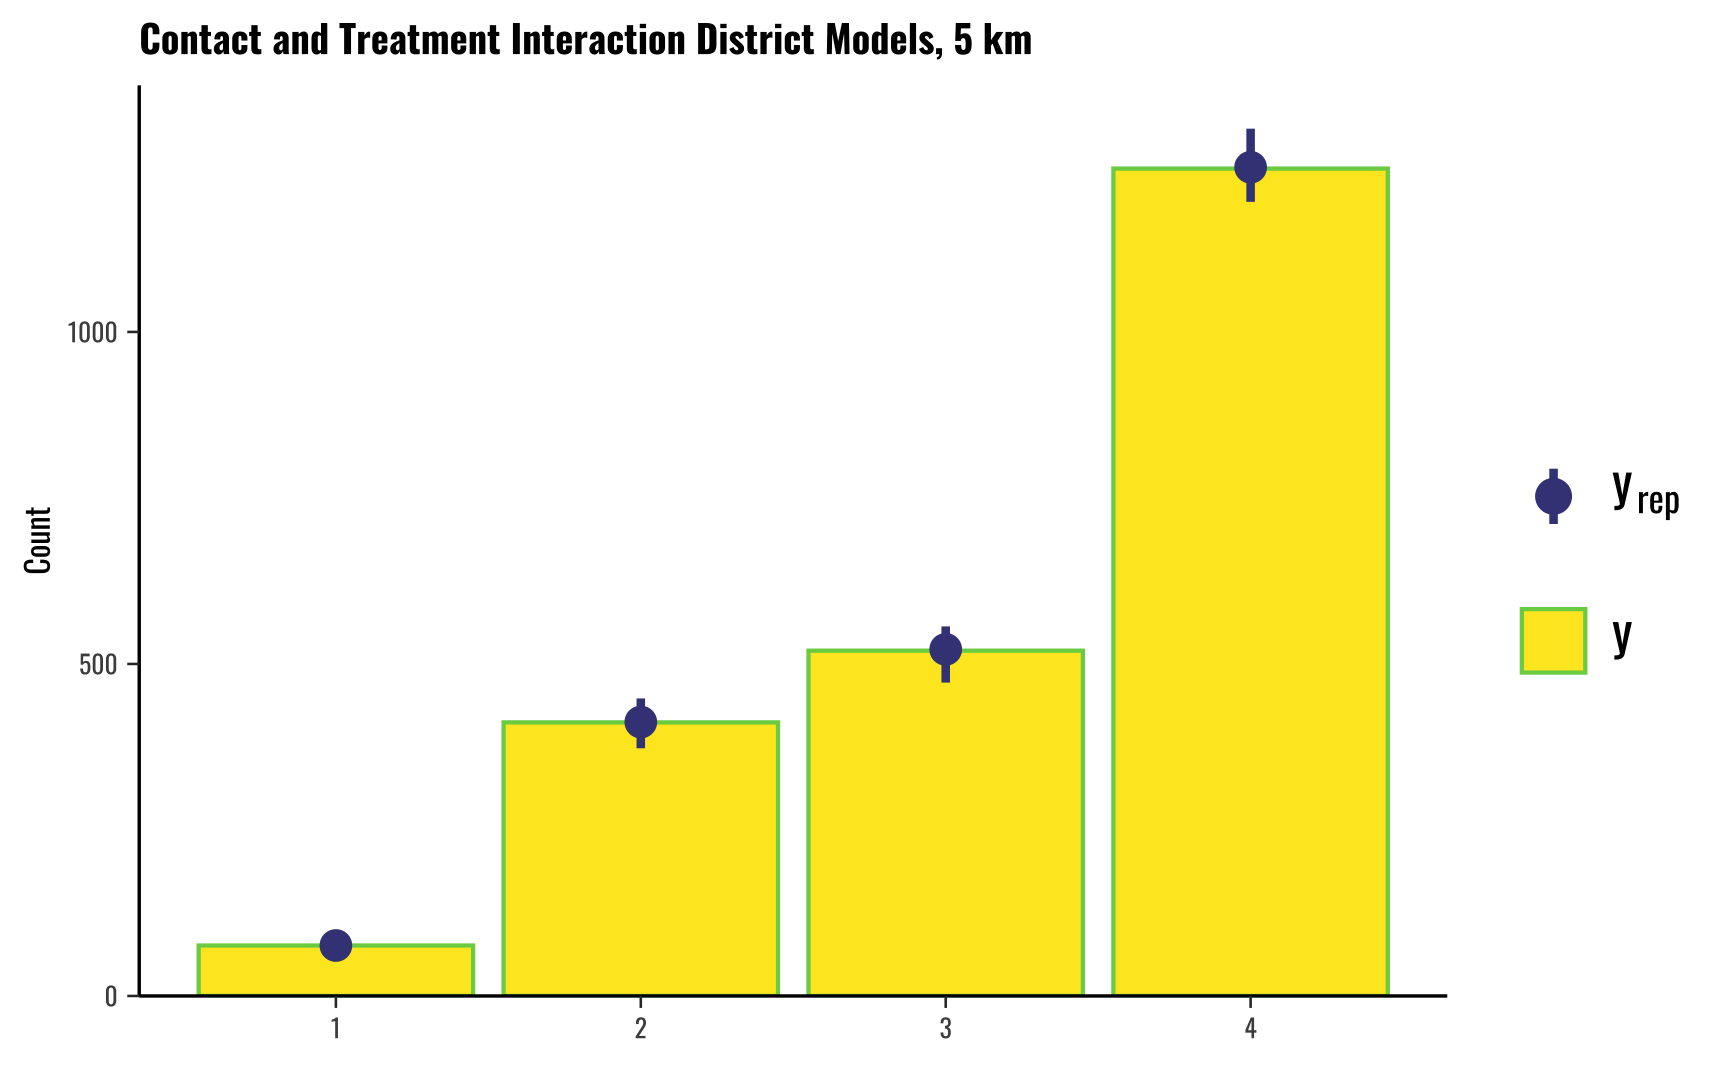 Contact and Treatment Interaction District Models, 5 km
Count
1000
500
0
1
2
3
4
y rep
y